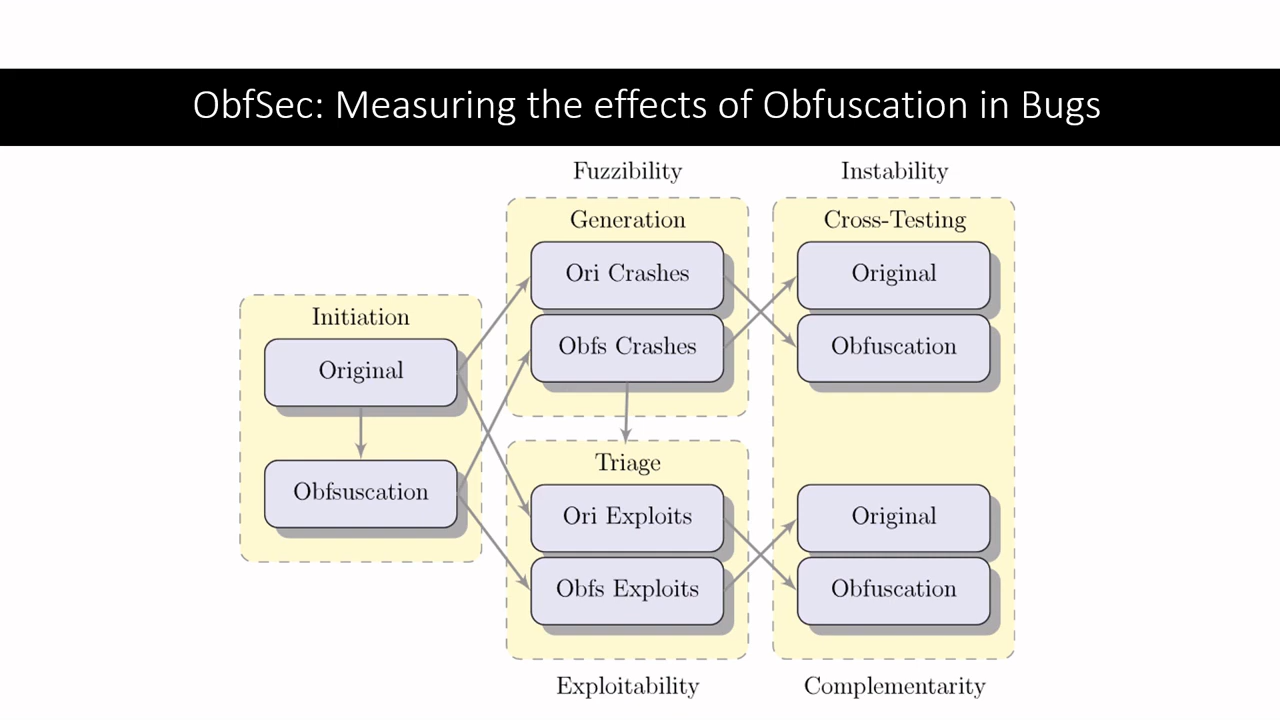 ObfSec: Measuring the effects of Obfuscation in Bugs
Fuzzibility
Instability
Initiation
Original
Obfsuscation
Generation
Ori Crashes
Obfs Crashes
Triage
Ori Exploits
Obfs Exploits
Cross-Testing
Original
Obfuscation
Original
Obfuscation
Exploitability
Complementarity